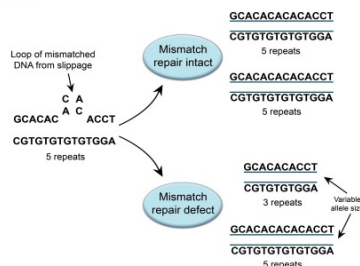 Loop of mismatched
DNA from slippage
C A
A C
GCACAC ACCT
CGTGTGTGTGTGGA
5 repeats
Mismatch
repair intact
GCACACACACACCT
CGTGTGTGTGTGGA
5 repeats
GCACACACACACCT
CGTGTGTGTGTGGA
5 repeats
Mismatch
repair defect
GCACACACCT
CGTGTGTGGA
3 repeats
Variable
allele siz
GCACACACACACCT
CGTGTGTGTGTGGA
5 repeats